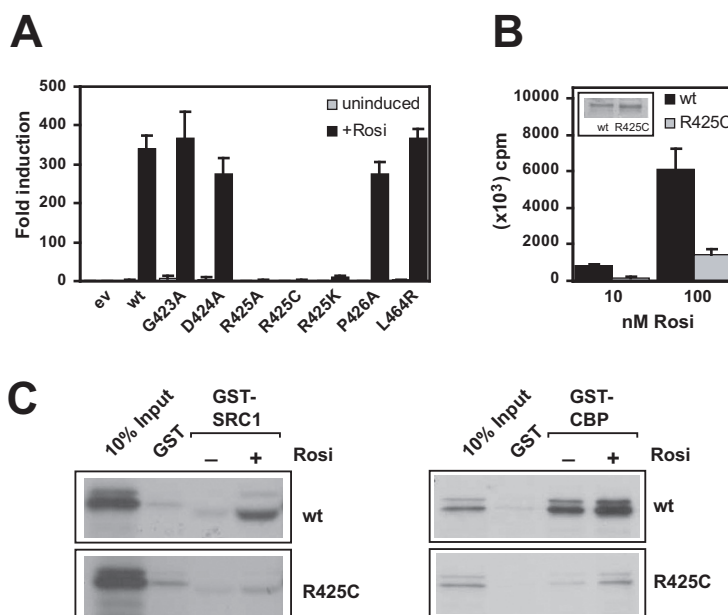 A
Fold induction
500
400
300
200
100
0
uninduced
+Rosi
ev
wt
G423A
D424A
R425A
R425C
R425K
P426A
L464R
B
(x10³) cpm
10000
8000
6000
4000
2000
0
wt R425C
wt
R425C
10
100
nM Rosi
C
10% Input
GST
GST-
SRC1
– + Rosi
wt
R425C
10% Input
GST
GST-
CBP
– + Rosi
wt
R425C